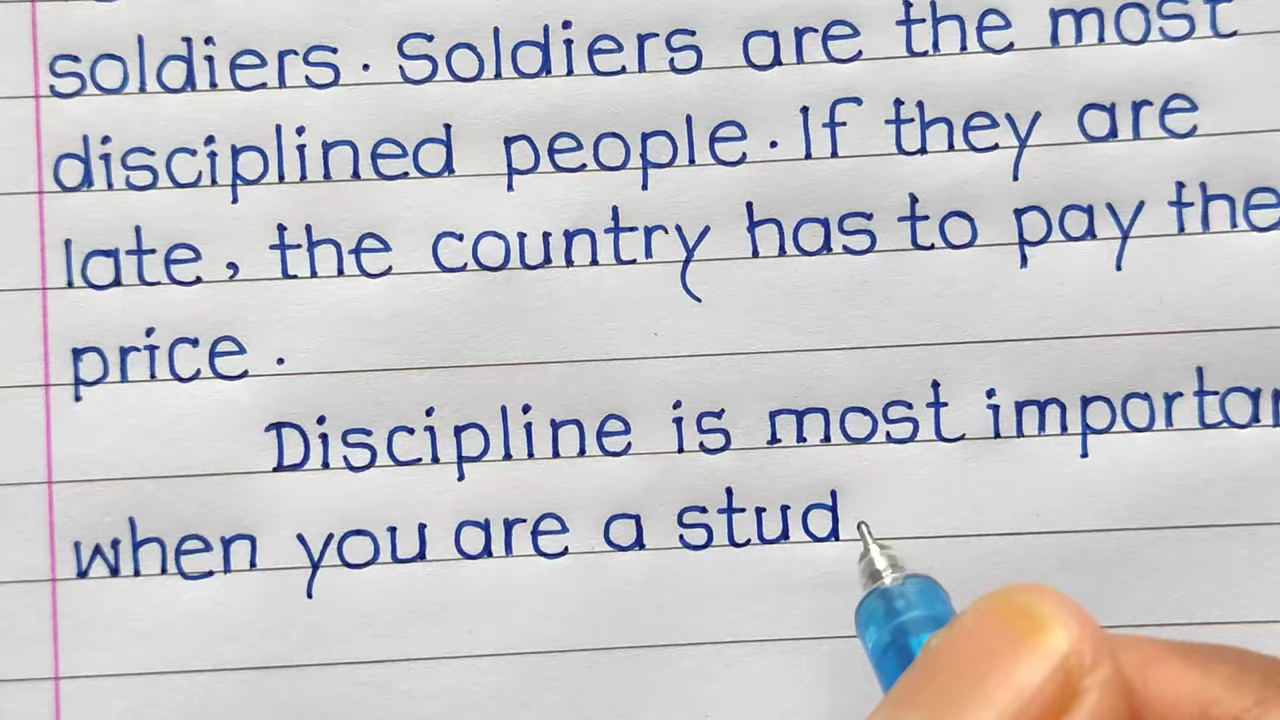 soldiers. Soldiers are the most
disciplined people. If they are
late, the country has to pay the
price.
Discipline is most importan
when you are a stud